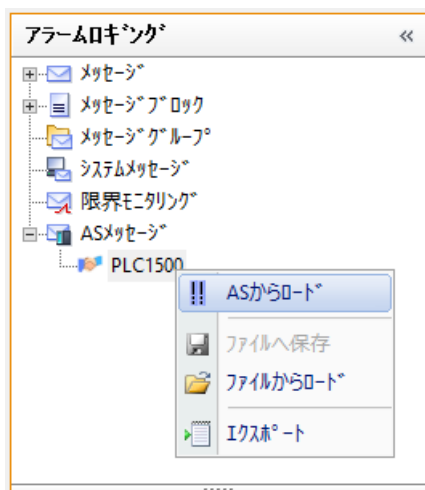 アラームロギング
メッセージ
メッセージブロック
メッセージグループ
システムメッセージ
限界モニタリング
ASメッセージ
PLC1500
ASからロード
ファイルへ保存
ファイルからロード
エクスポート